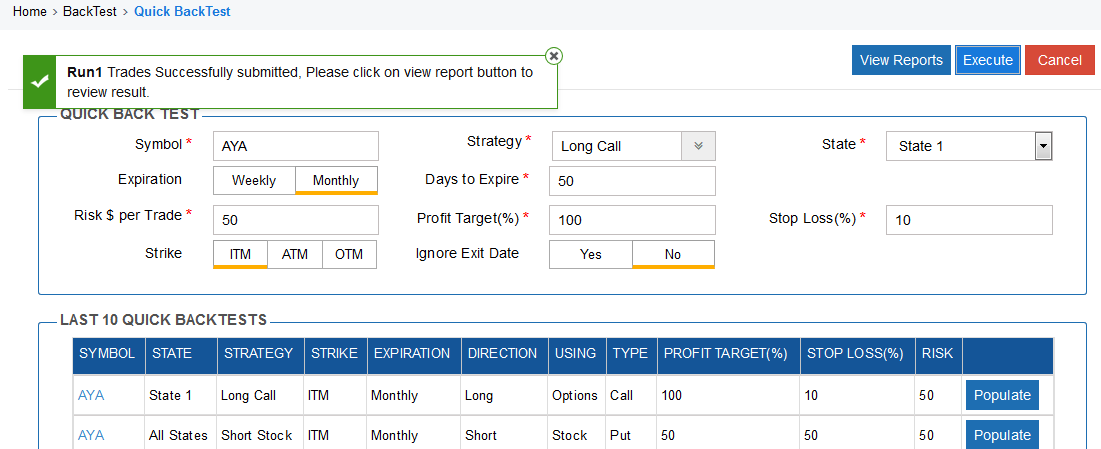 Home > BackTest > Quick BackTest
Run1 Trades Successfully submitted, Please click on view report button to
review result.
View Reports Execute Cancel
QUICK BACK TEST
Symbol * AYA Strategy * Long Call State * State 1
Expiration Weekly Monthly Days to Expire * 50
Risk $ per Trade * 50 Profit Target(%) * 100 Stop Loss(%) * 10
Strike ITM ATM OTM Ignore Exit Date Yes No
LAST 10 QUICK BACKTESTS
SYMBOL STATE STRATEGY STRIKE EXPIRATION DIRECTION USING TYPE PROFIT TARGET(%) STOP LOSS(%) RISK
AYA State 1 Long Call ITM Monthly Long Options Call 100 10 50 Populate
AYA All States Short Stock ITM Monthly Short Stock Put 50 50 50 Populate